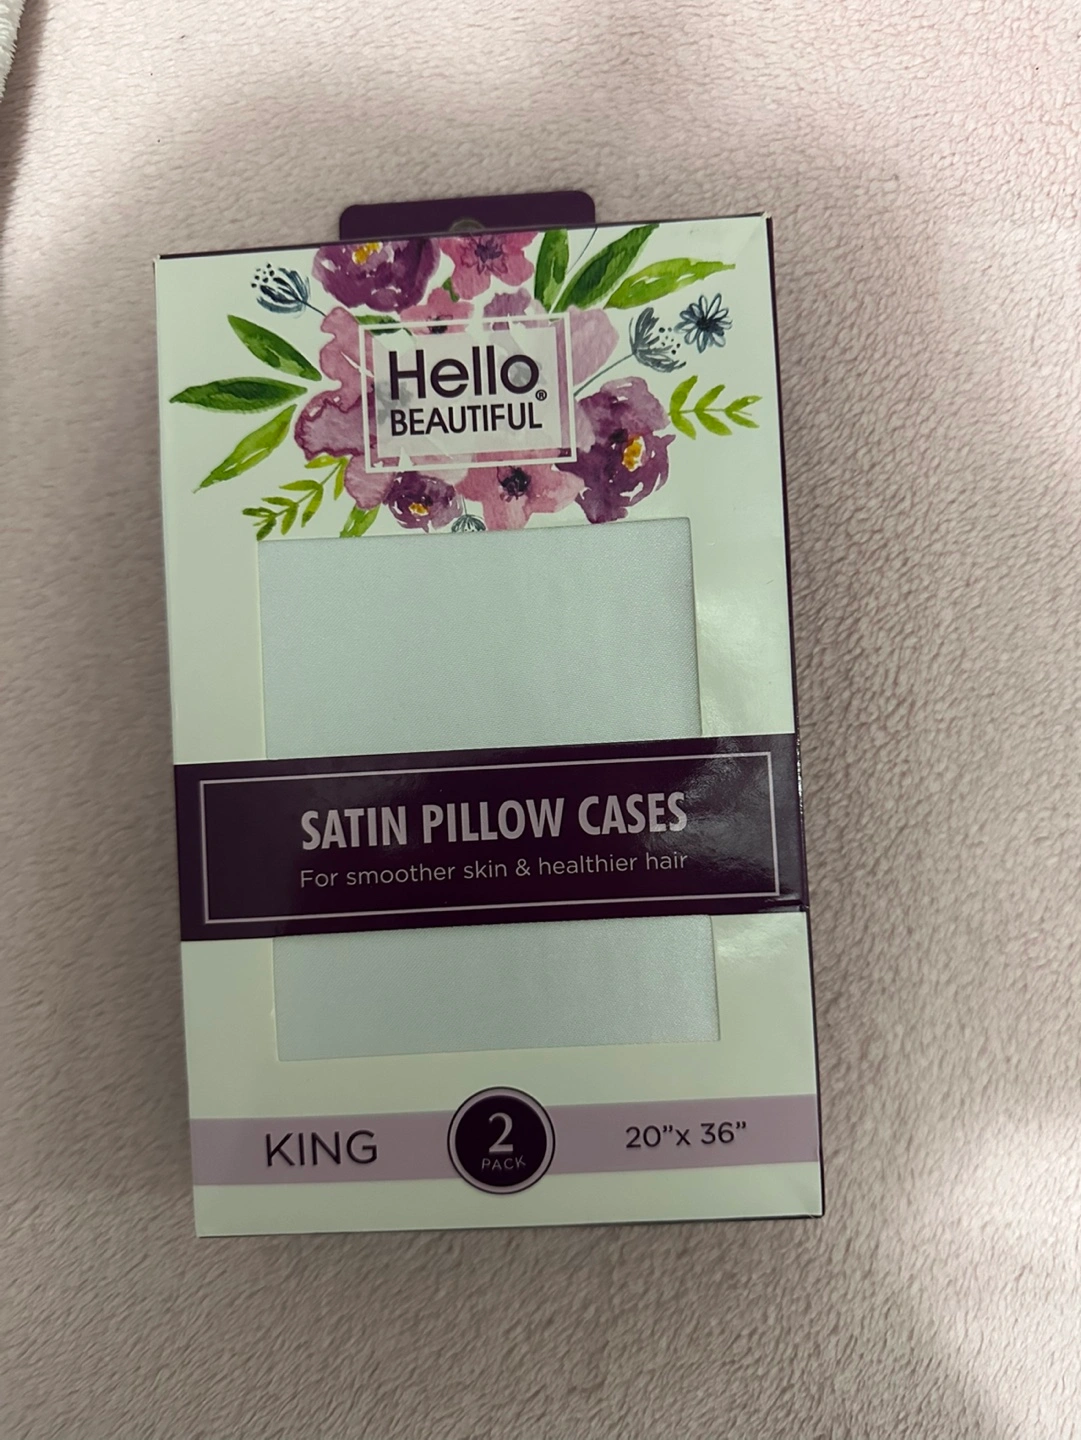 Hello®
BEAUTIFUL
SATIN PILLOW CASES
For smoother skin & healthier hair
KING
2
PACK
20”x 36”